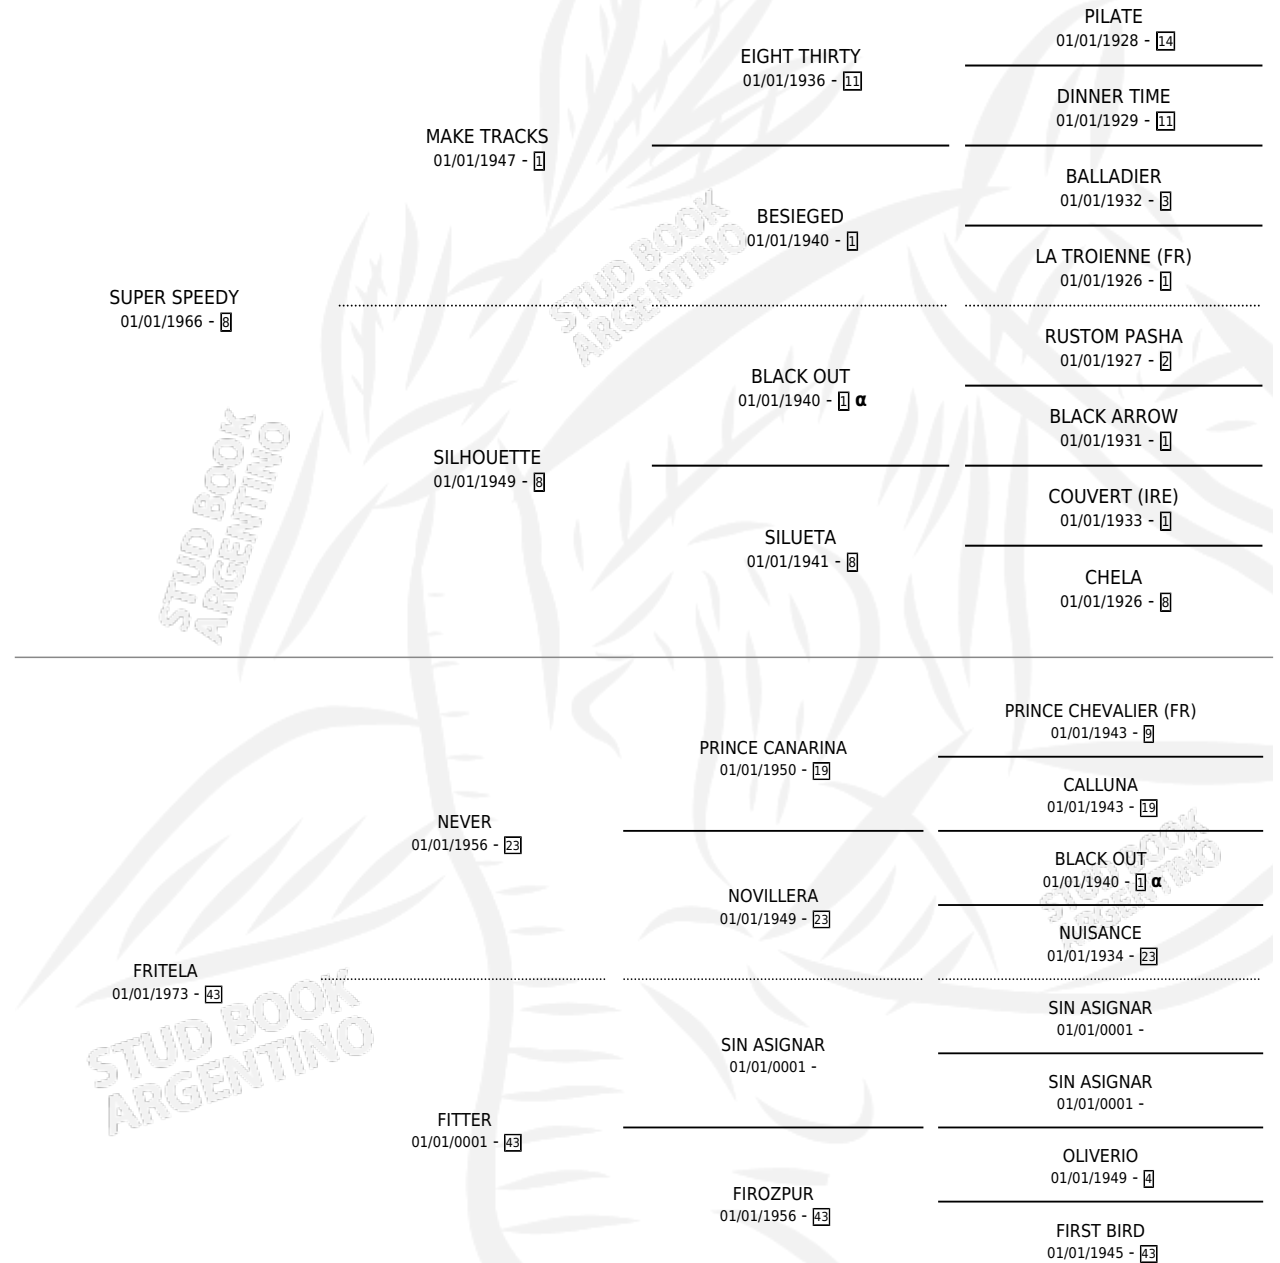 PILATE
01/01/1928 - 14
EIGHT THIRTY
01/01/1936 - 11
DINNER TIME
01/01/1929 - 11
MAKE TRACKS
01/01/1947 - 1
BALLADIER
01/01/1932 - 3
BESIEGED
01/01/1940 - 1
LA TROIENNE (FR)
01/01/1926 - 1
SUPER SPEEDY
01/01/1966 - 8
STUD BOOK
ARGENTINO
RUSTOM PASHA
01/01/1927 - 2
BLACK OUT
01/01/1940 - 1 α
BLACK ARROW
01/01/1931 - 1
SILHOUETTE
01/01/1949 - 8
COUVERT (IRE)
01/01/1933 - 1
SILUETA
01/01/1941 - 8
CHELA
01/01/1926 - 8
STUD BOOK
ARGENTINO
PRINCE CHEVALIER (FR)
01/01/1943 - 9
PRINCE CANARINA
01/01/1950 - 19
CALLUNA
01/01/1943 - 19
NEVER
01/01/1956 - 23
BLACK OUT
01/01/1940 - 1 α
STUD BOOK
ARGENTINO
NOVILLERA
01/01/1949 - 23
NUISANCE
01/01/1934 - 23
FRITELA
01/01/1973 - 43
STUD BOOK
ARGENTINO
SIN ASIGNAR
01/01/0001 -
SIN ASIGNAR
01/01/0001 -
SIN ASIGNAR
01/01/0001 -
FITTER
01/01/0001 - 43
OLIVERIO
01/01/1949 - 4
FIROZPUR
01/01/1956 - 43
FIRST BIRD
01/01/1945 - 43